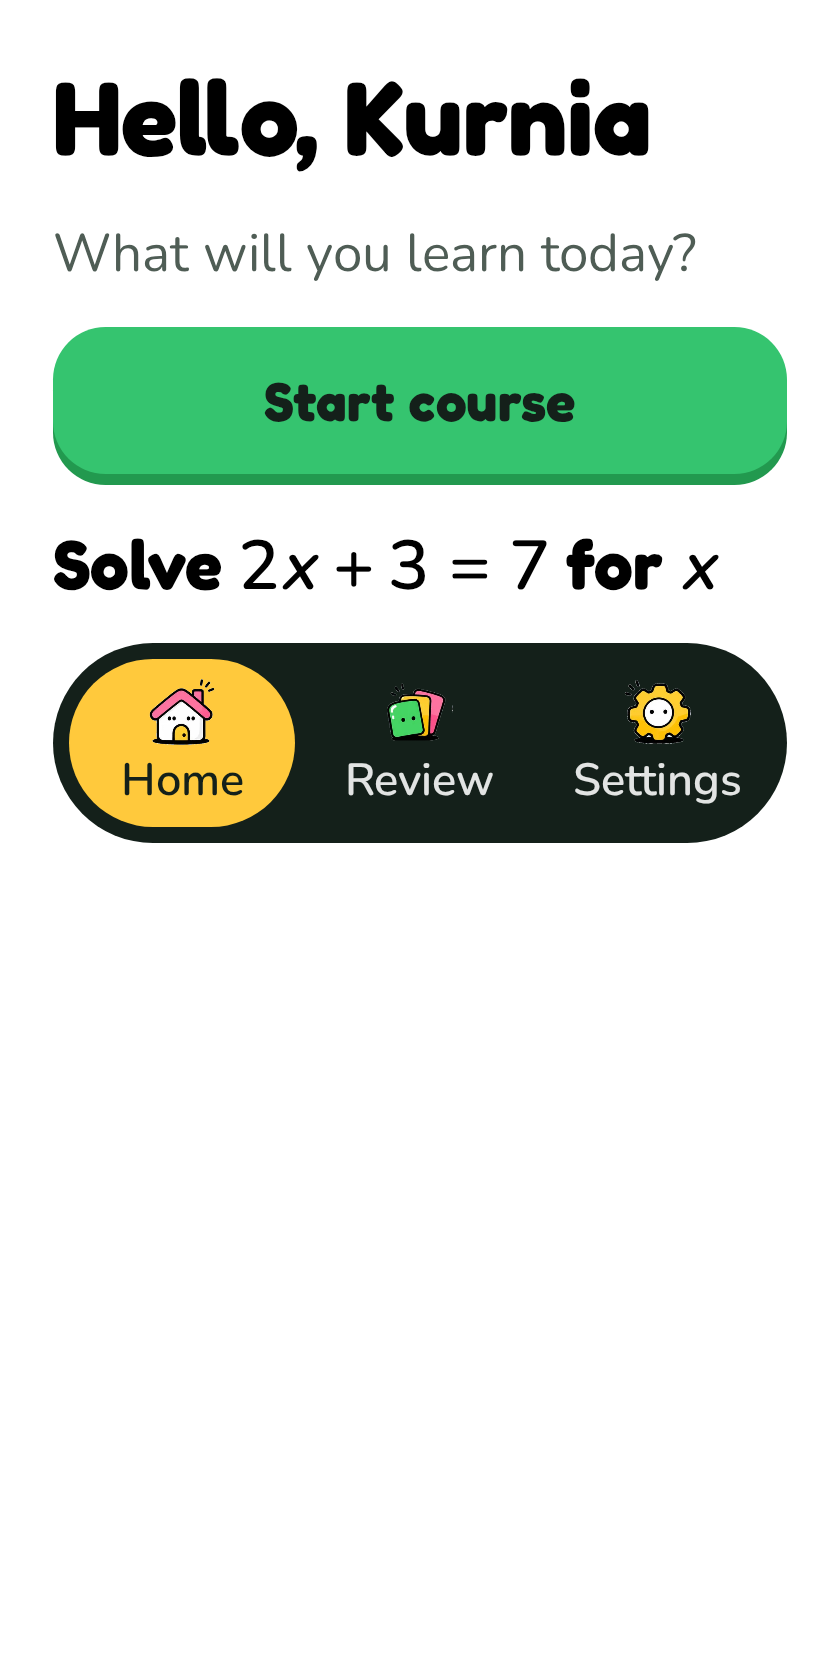 Hello, Kurnia
What will you learn today?
Start course
Solve 2x + 3 = 7 for x
Home Review Settings